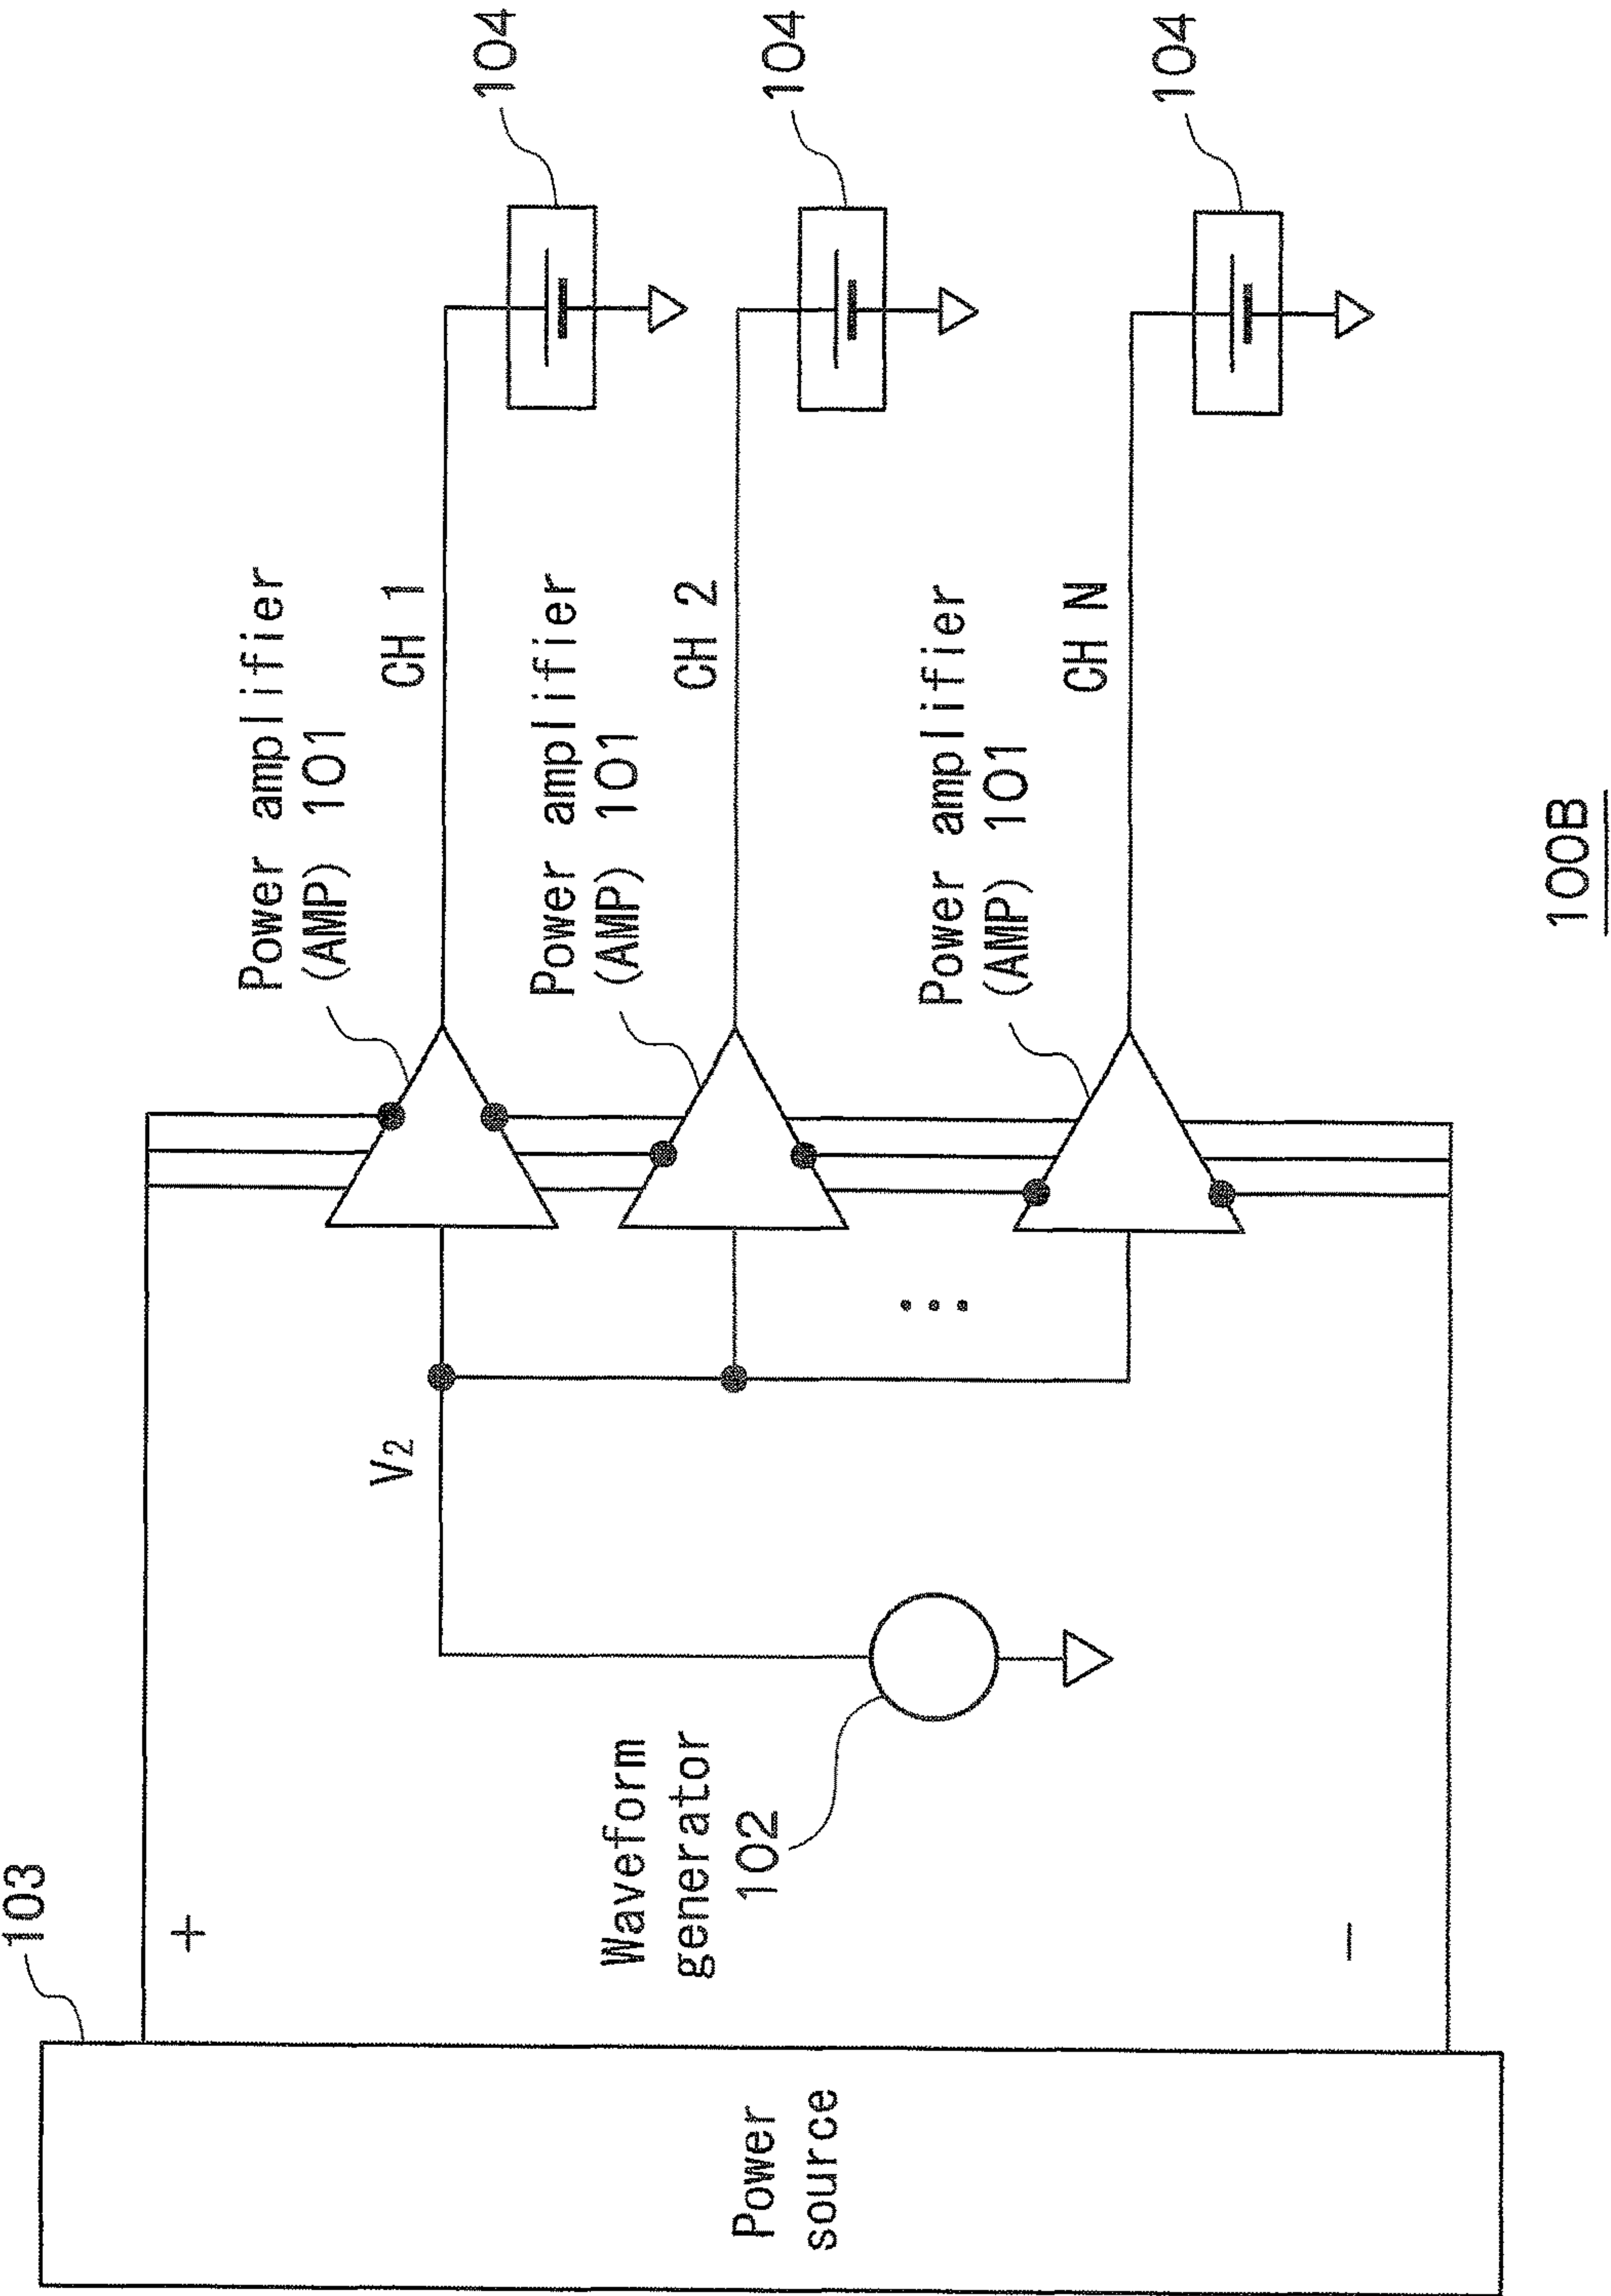 103
+
−
Power
source
Waveform
generator
102
V2
Power amplifier
(AMP) 101
CH 1
104
Power amplifier
(AMP) 101
CH 2
104
...
Power amplifier
(AMP) 101
CH N
104
100B